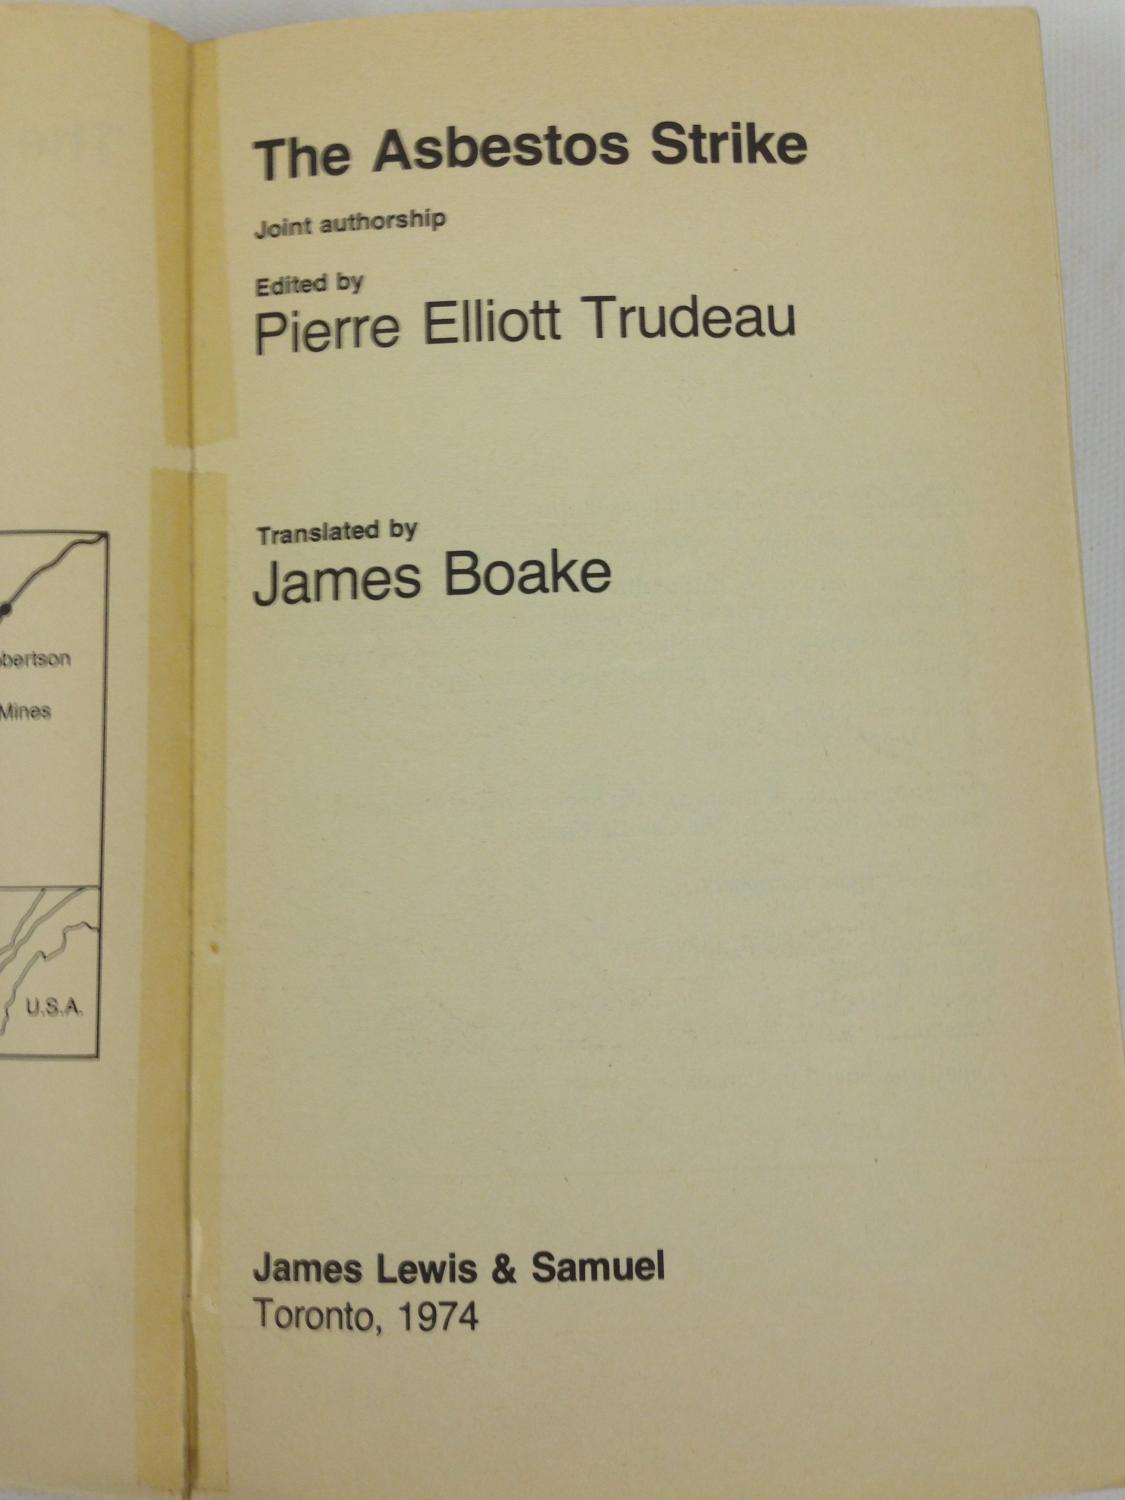 Mines
U.S.A.
The Asbestos Strike
Joint authorship
Edited by
Pierre Elliott Trudeau
Translated by
James Boake
James Lewis & Samuel
Toronto, 1974